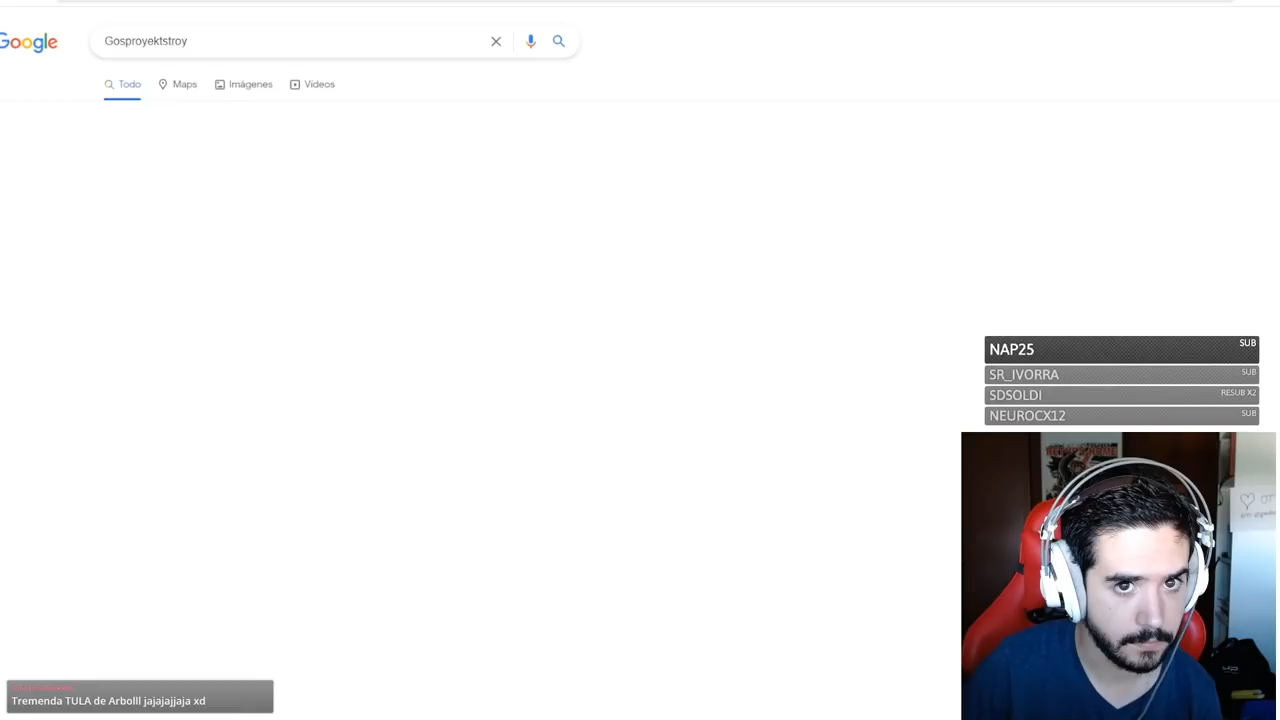 Google
Gosproyektstroy
Todo
Maps
Imágenes
Vídeos
NAP25
SUB
SR_IVORRA
SUB
SDSOLDI
RESUB X2
NEUROCX12
SUB
Tremenda TULA de Arbolll jajajajjaja xd